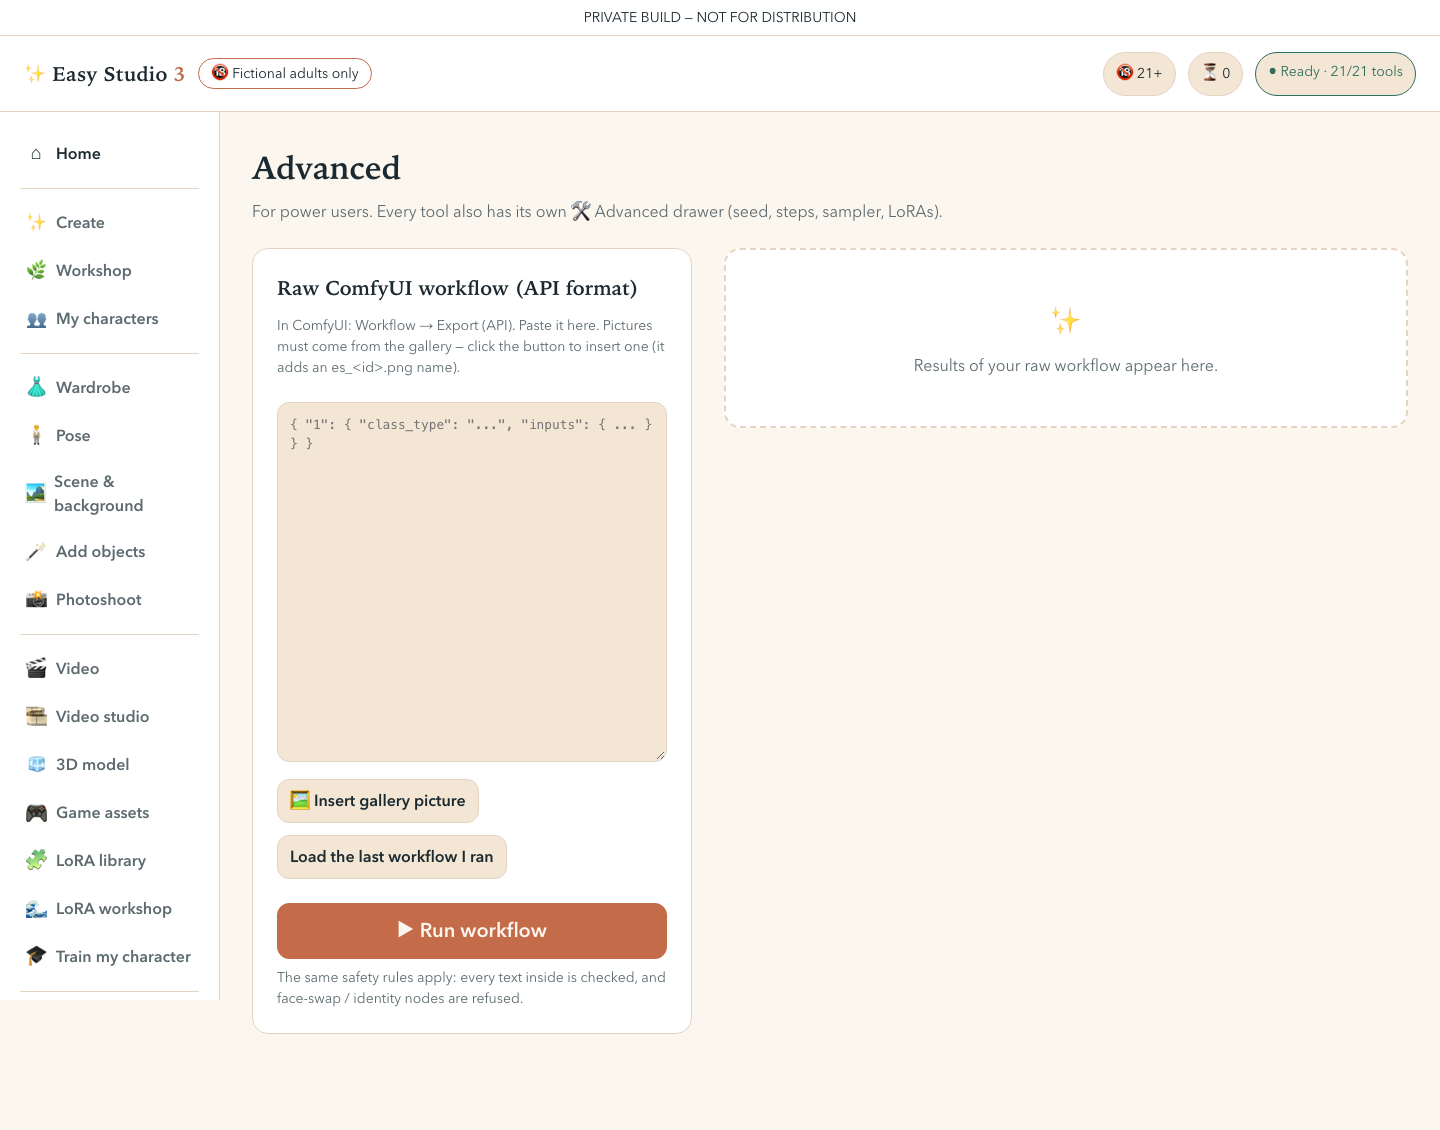 PRIVATE BUILD — NOT FOR DISTRIBUTION
✨ Easy Studio 3
🔞 Fictional adults only
🔞 21+
⏳ 0
● Ready · 21/21 tools
⌂ Home
✨ Create
🌿 Workshop
👥 My characters
👗 Wardrobe
🧍 Pose
🏞️ Scene &
background
🪄 Add objects
📸 Photoshoot
🎬 Video
🎞️ Video studio
🧊 3D model
🎮 Game assets
🧩 LoRA library
🌊 LoRA workshop
🎓 Train my character
Advanced
For power users. Every tool also has its own 🛠️ Advanced drawer (seed, steps, sampler, LoRAs).
Raw ComfyUI workflow (API format)
In ComfyUI: Workflow → Export (API). Paste it here. Pictures
must come from the gallery — click the button to insert one (it
adds an es_<id>.png name).
{ "1": { "class_type": "...", "inputs": { ... }
} }
🖼️ Insert gallery picture
Load the last workflow I ran
▶ Run workflow
The same safety rules apply: every text inside is checked, and
face-swap / identity nodes are refused.
✨
Results of your raw workflow appear here.